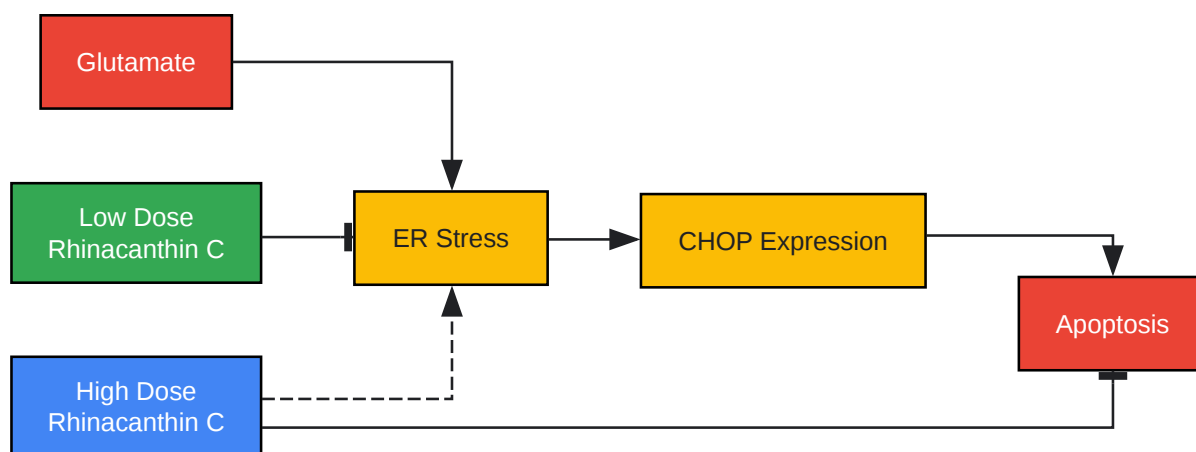 Glutamate
Low Dose
Rhinacanthin C
ER Stress
CHOP Expression
Apoptosis
High Dose
Rhinacanthin C